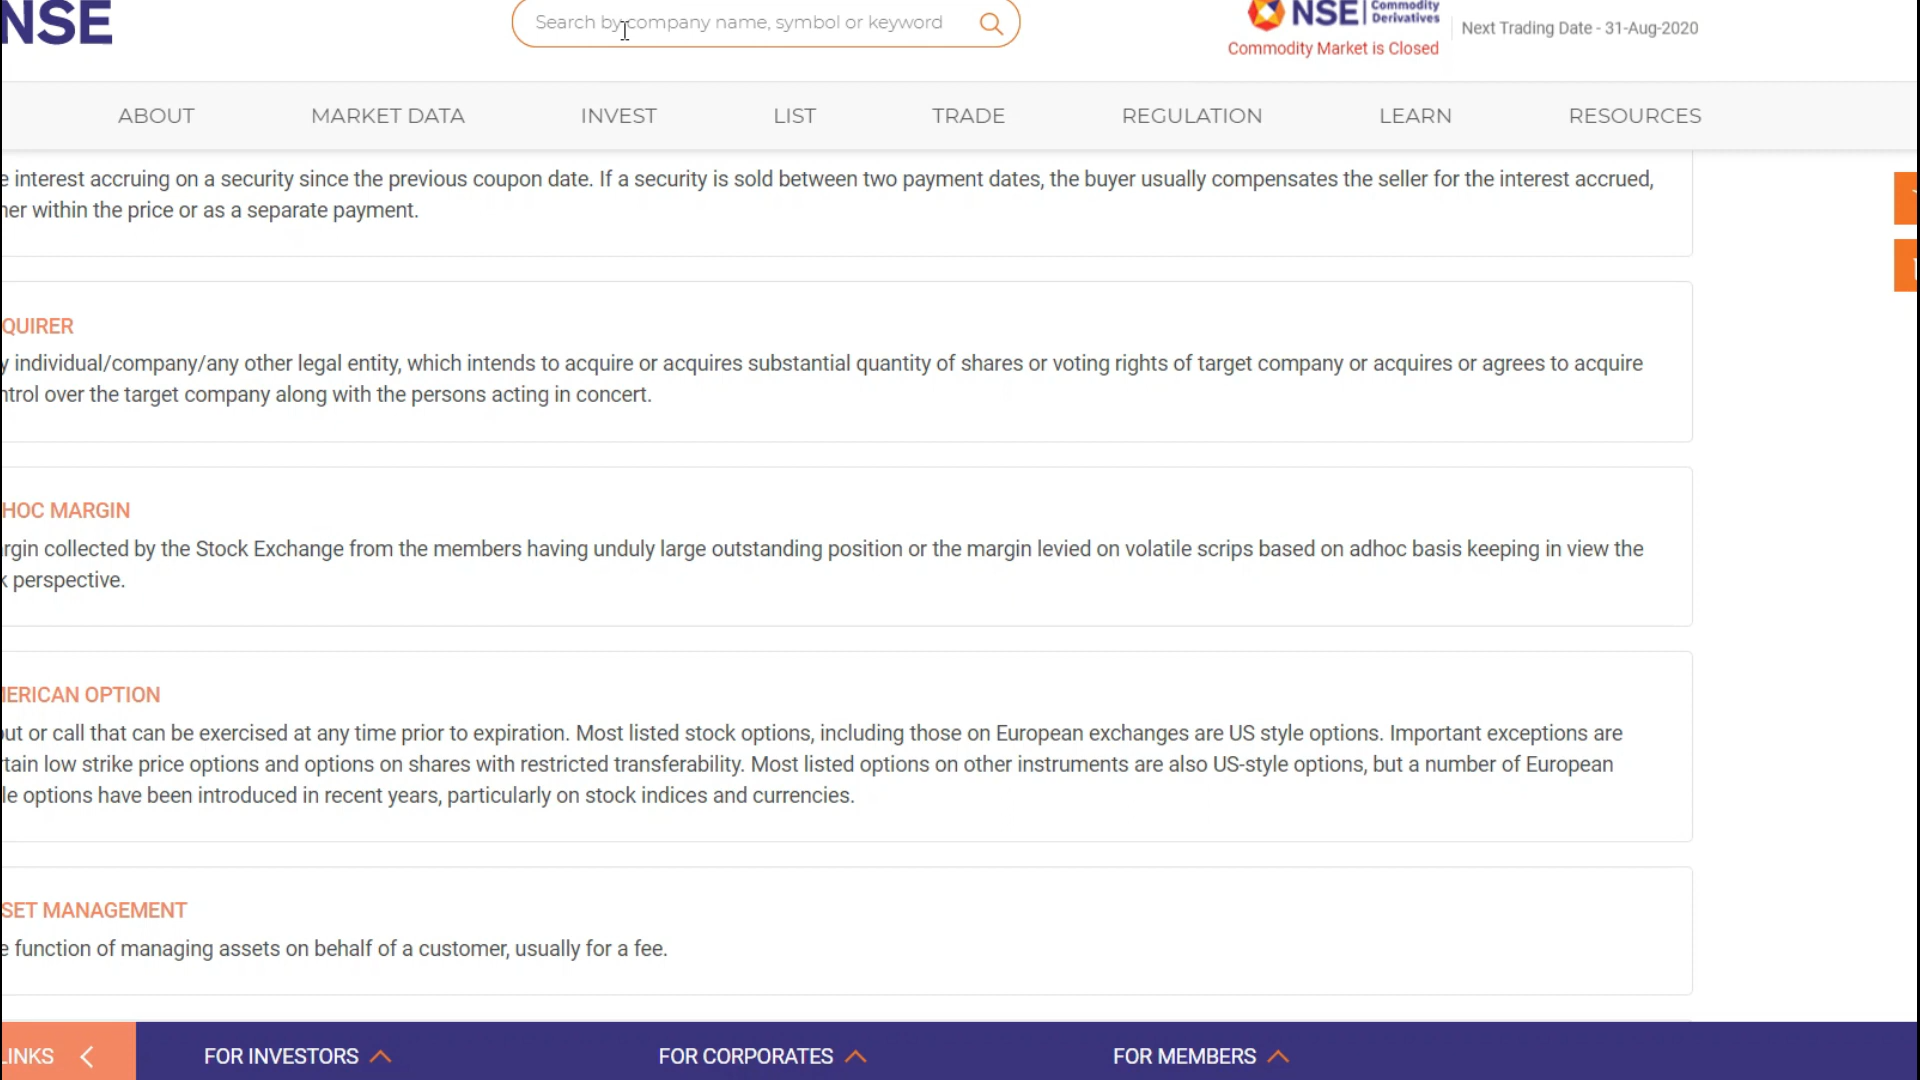 NSE
Search by company name, symbol or keyword
NSE Commodity Derivatives
Commodity Market is Closed
Next Trading Date - 31-Aug-2020
ABOUT MARKET DATA INVEST LIST TRADE REGULATION LEARN RESOURCES
e interest accruing on a security since the previous coupon date. If a security is sold between two payment dates, the buyer usually compensates the seller for the interest accrued,
her within the price or as a separate payment.
QUIRER
y individual/company/any other legal entity, which intends to acquire or acquires substantial quantity of shares or voting rights of target company or acquires or agrees to acquire
ntrol over the target company along with the persons acting in concert.
HOC MARGIN
rgin collected by the Stock Exchange from the members having unduly large outstanding position or the margin levied on volatile scrips based on adhoc basis keeping in view the
k perspective.
MERICAN OPTION
out or call that can be exercised at any time prior to expiration. Most listed stock options, including those on European exchanges are US style options. Important exceptions are
rtain low strike price options and options on shares with restricted transferability. Most listed options on other instruments are also US-style options, but a number of European
le options have been introduced in recent years, particularly on stock indices and currencies.
SET MANAGEMENT
e function of managing assets on behalf of a customer, usually for a fee.
LINKS FOR INVESTORS FOR CORPORATES FOR MEMBERS